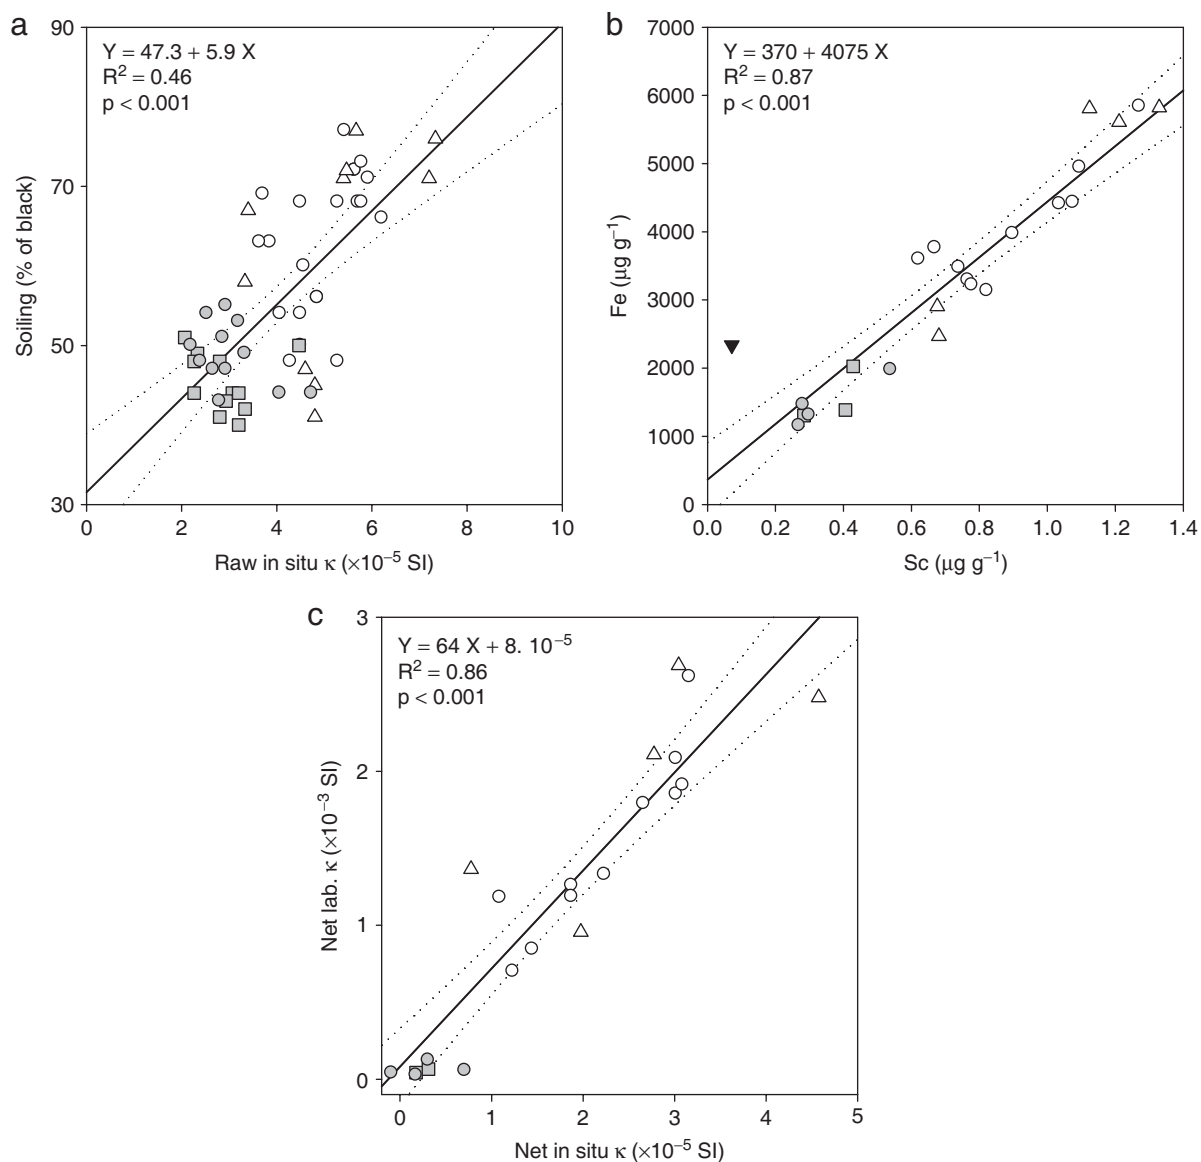 a
Y = 47.3 + 5.9 X
R² = 0.46
p < 0.001
90
70
50
30
Soiling (% of black)
0 2 4 6 8 10
Raw in situ κ (×10⁻⁵ SI)
b
Y = 370 + 4075 X
R² = 0.87
p < 0.001
7000
6000
5000
4000
3000
2000
1000
0
Fe (μg g⁻¹)
0.0 0.2 0.4 0.6 0.8 1.0 1.2 1.4
Sc (μg g⁻¹)
c
Y = 64 X + 8. 10⁻⁵
R² = 0.86
p < 0.001
3
2
1
0
Net lab. κ (×10⁻³ SI)
0 1 2 3 4 5
Net in situ κ (×10⁻⁵ SI)